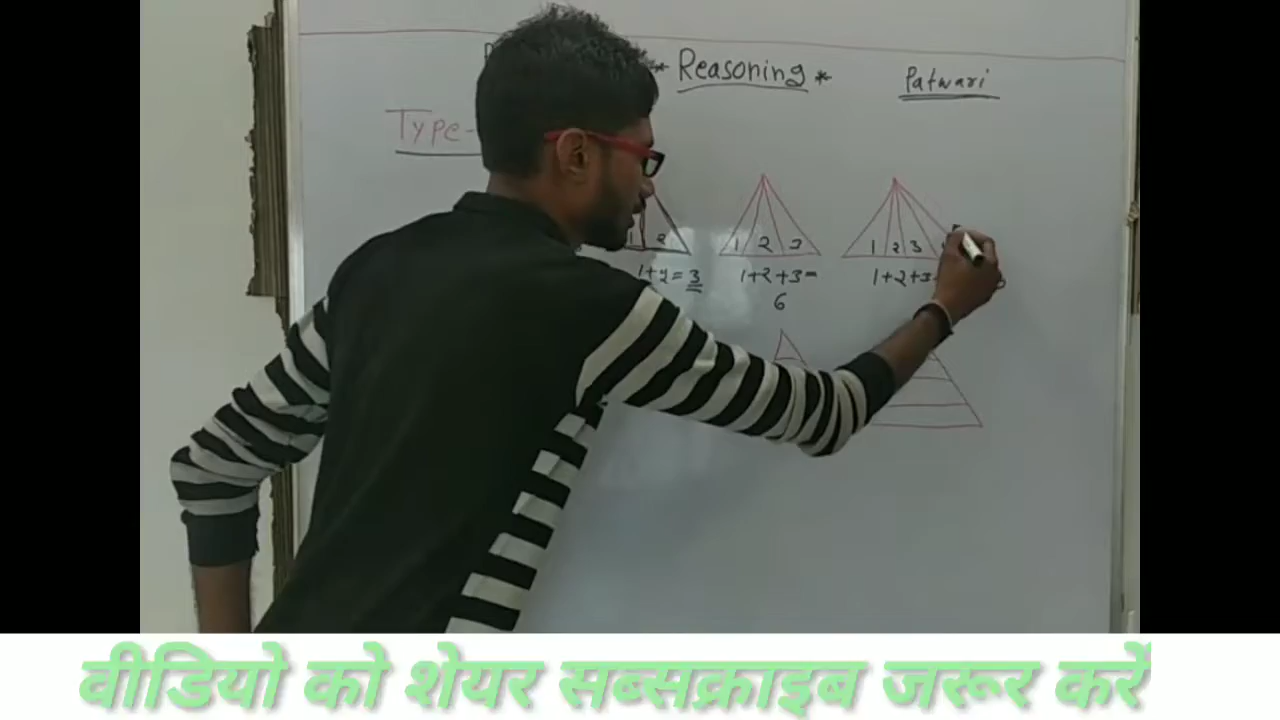 * Reasoning *
Patwari
Type-
1 2
1 2 3
1 2 3
1+2=3
1+2+3=
6
1+2+3
वीडियो को शेयर सब्सक्राइब जरूर करें